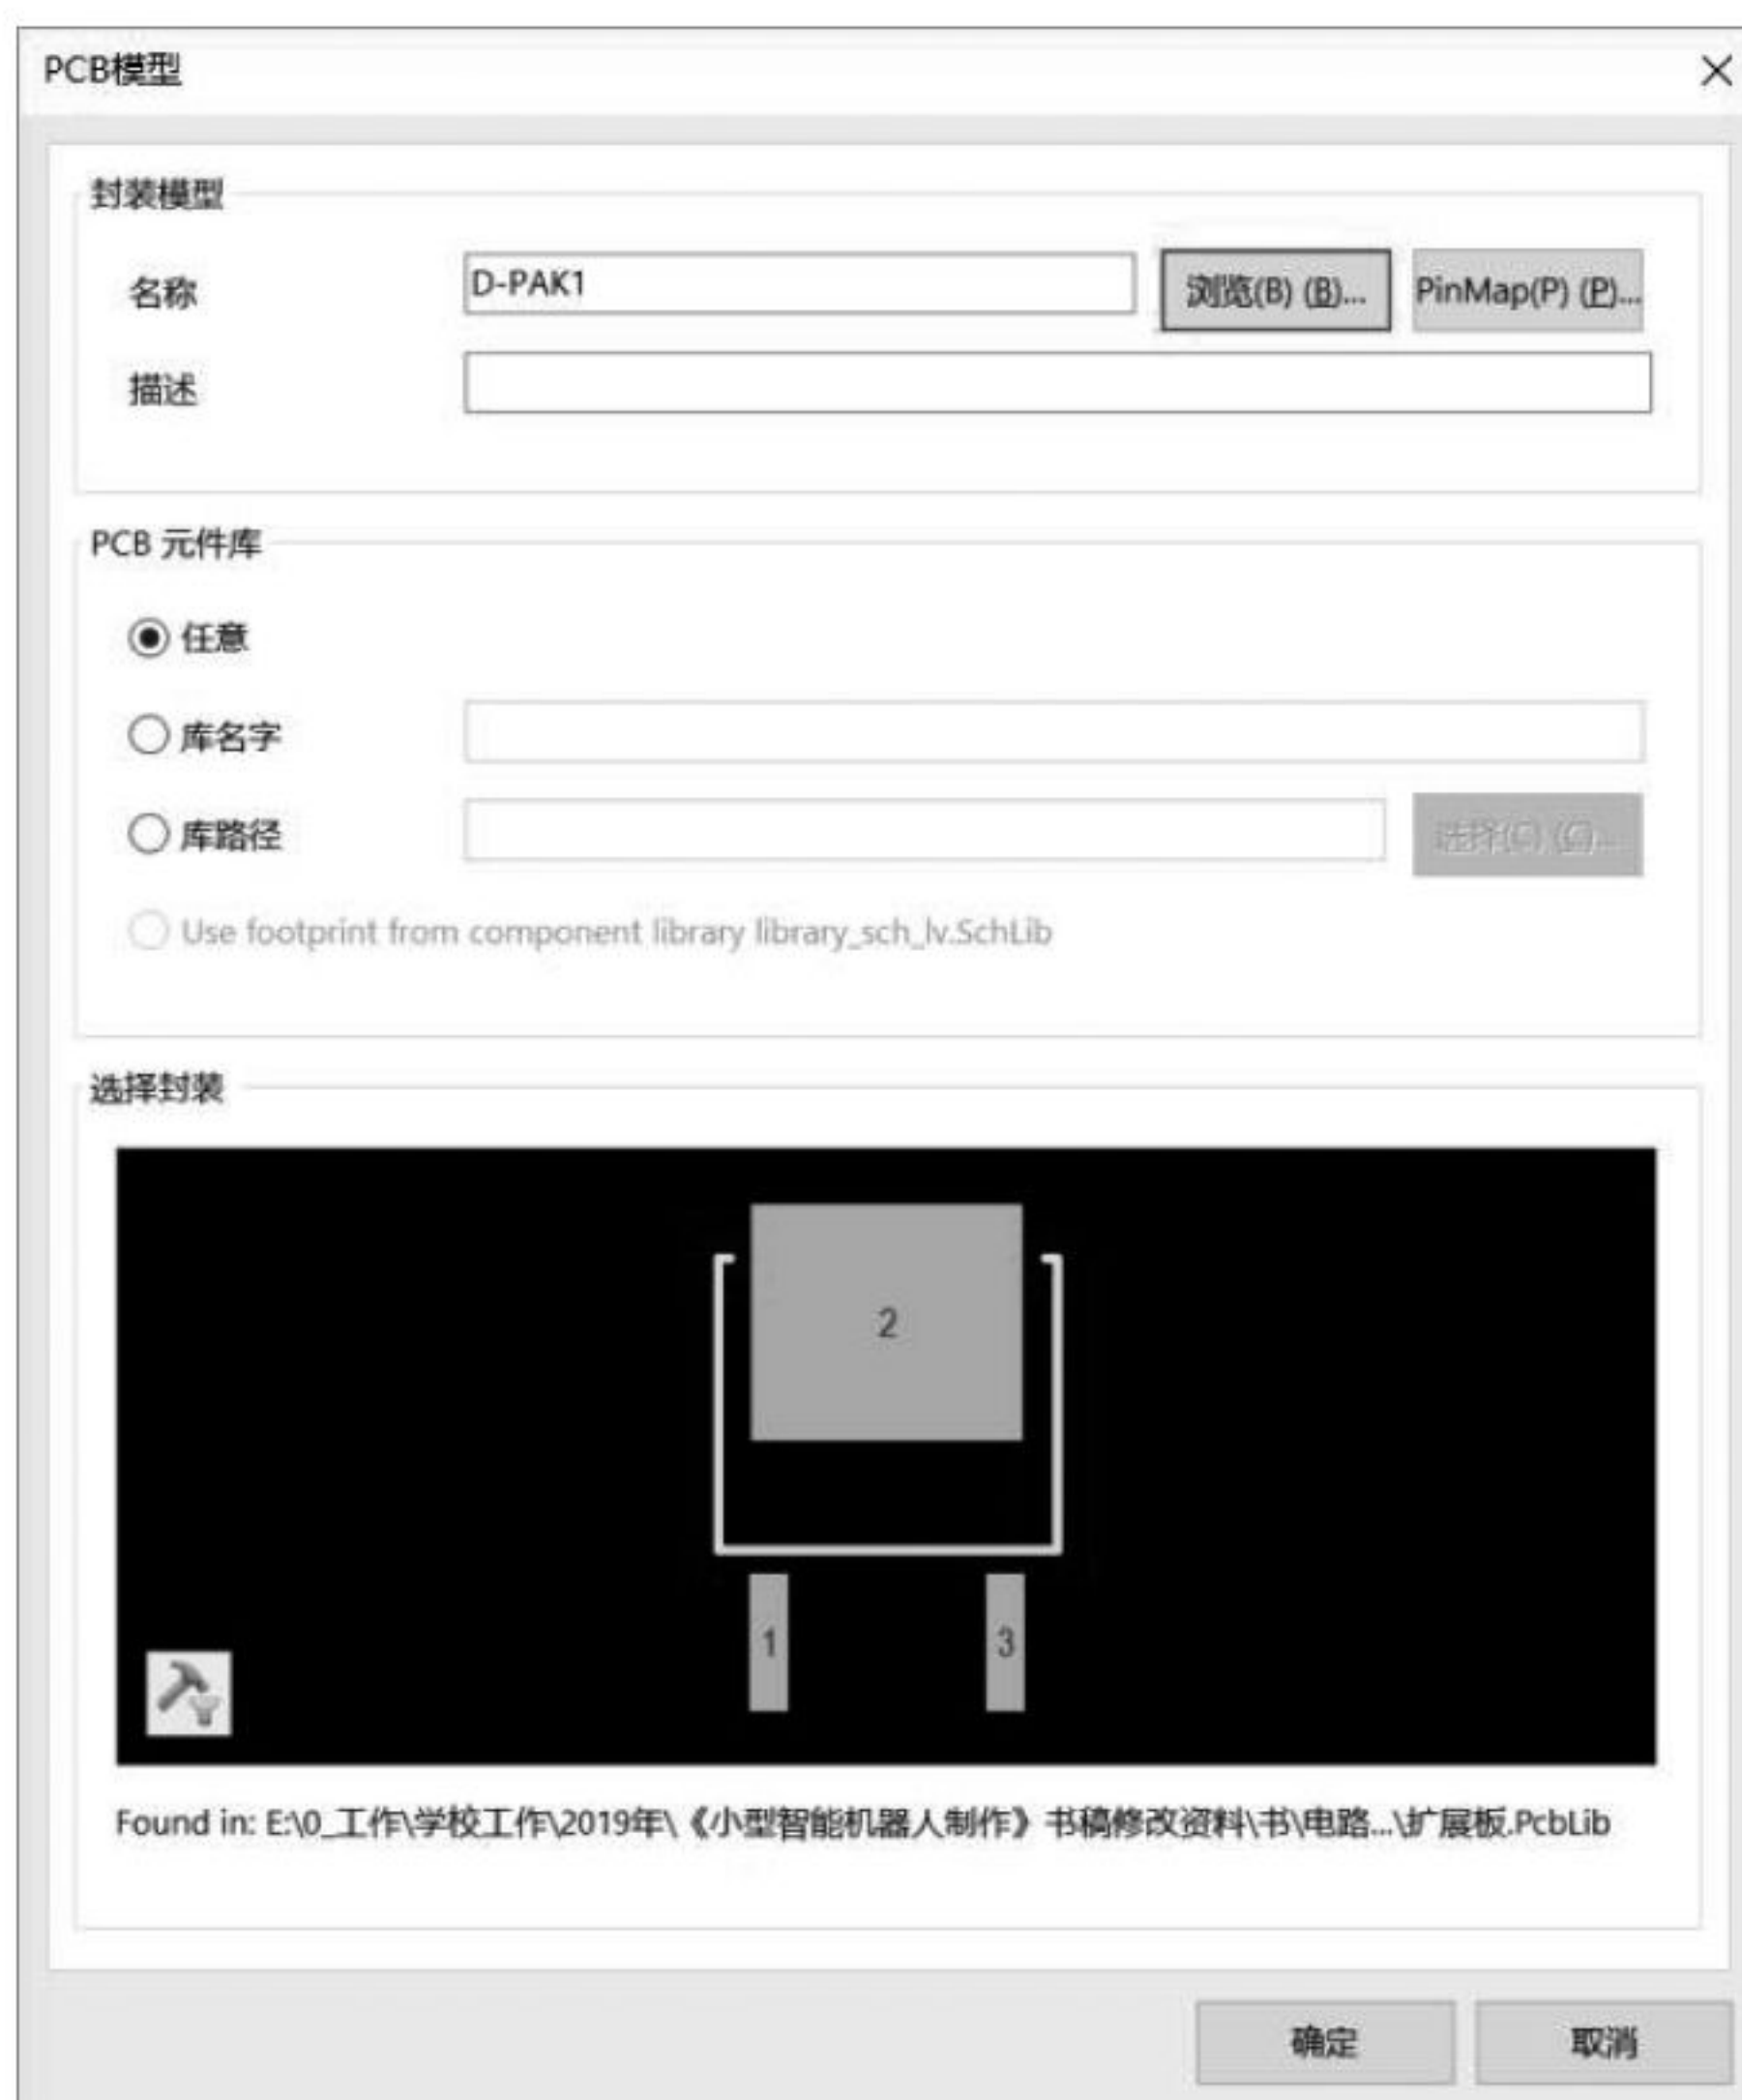 PCB模型
封装模型
名称 D-PAK1 浏览(B) (B)... PinMap(P) (P)...
描述
PCB 元件库
任意
库名字
库路径 选择(C) (C)...
Use footprint from component library library_sch_lv.SchLib
选择封装
2
1 3
Found in: E:\0_工作\学校工作\2019年\《小型智能机器人制作》书稿修改资料\书\电路...\扩展板.PcbLib
确定 取消